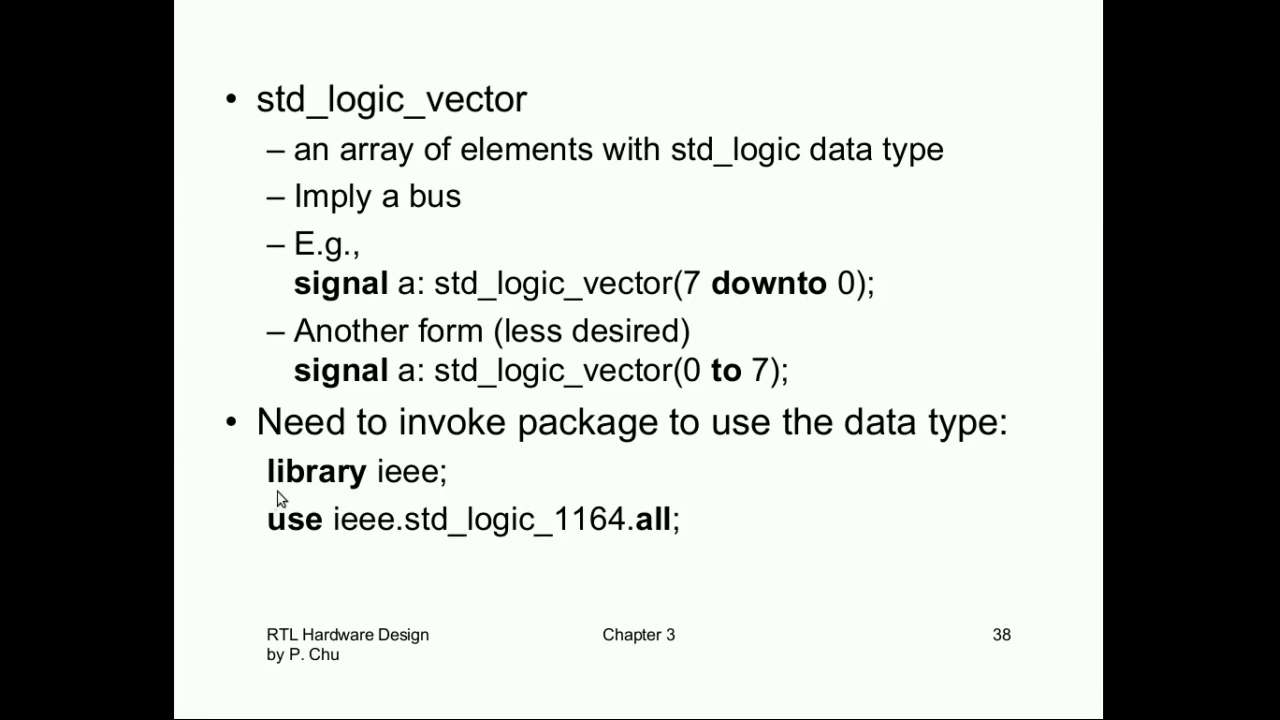 • std_logic_vector
– an array of elements with std_logic data type
– Imply a bus
– E.g.,
signal a: std_logic_vector(7 downto 0);
– Another form (less desired)
signal a: std_logic_vector(0 to 7);
• Need to invoke package to use the data type:
library ieee;
use ieee.std_logic_1164.all;
RTL Hardware Design
by P. Chu
Chapter 3
38